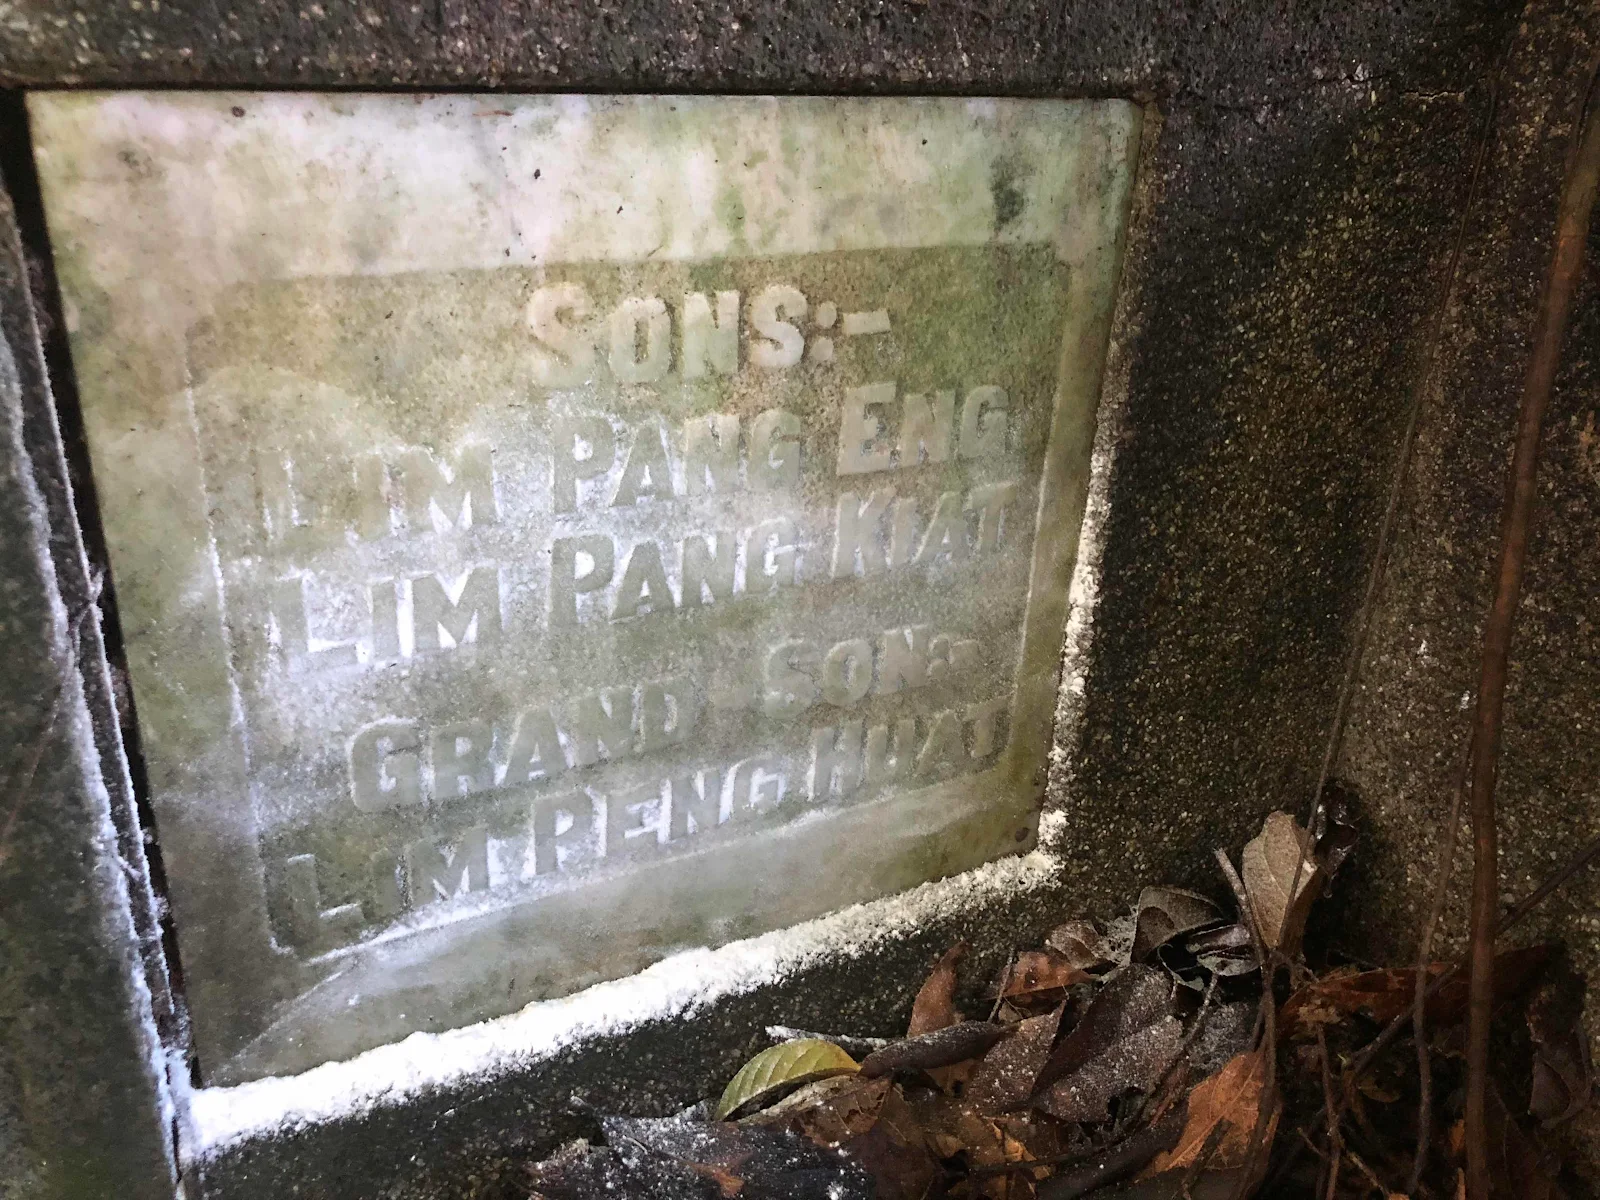 SONS:-
LIM PANG ENG
LIM PANG KIAT
GRAND-SON:-
LIM PENG HUAT